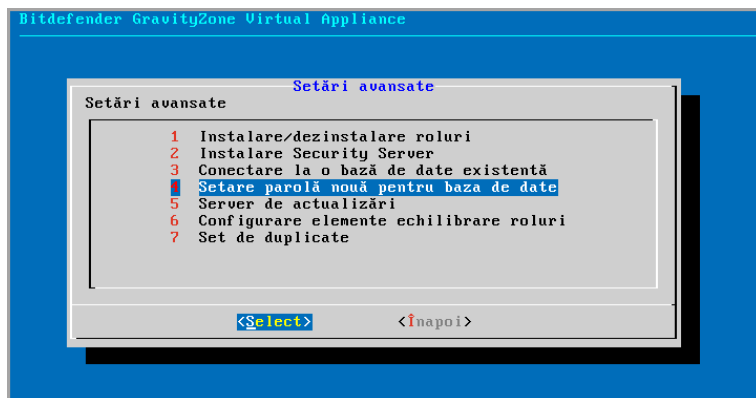 Bitdefender GravityZone Virtual Appliance
Setări avansate
Setări avansate
1 Instalare/dezinstalare roluri
2 Instalare Security Server
3 Conectare la o bază de date existentă
4 Setare parolă nouă pentru baza de date
5 Server de actualizări
6 Configurare elemente echilibrare roluri
7 Set de duplicate
<Select> <Înapoi>